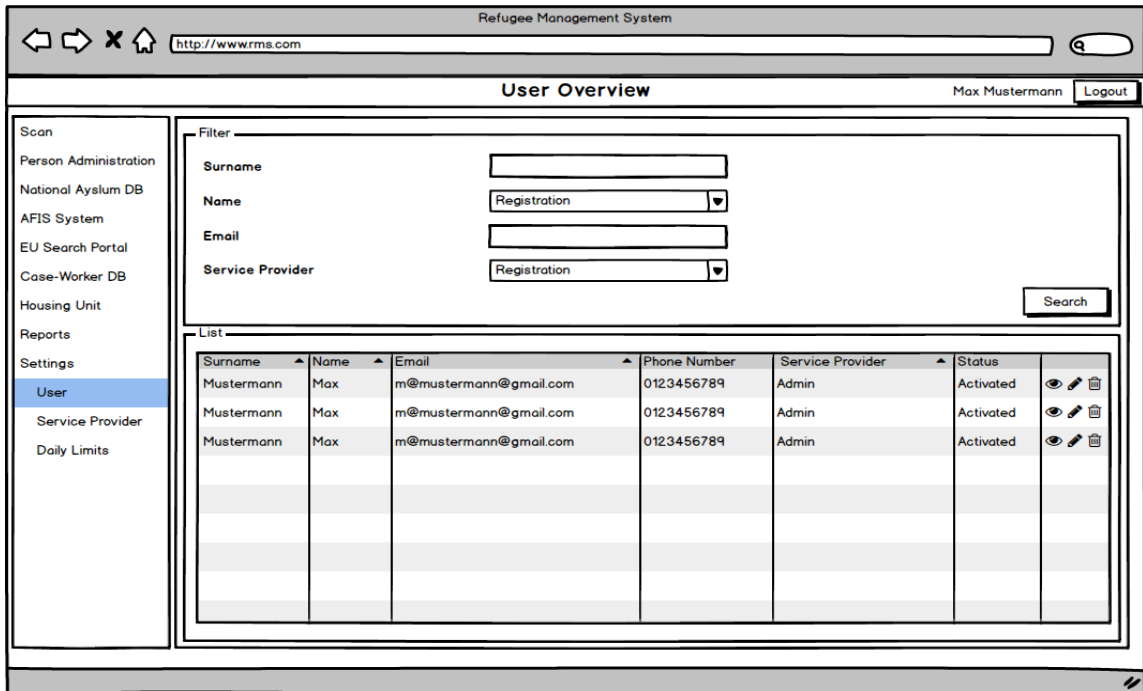 Refugee Management System
http://www.rms.com
User Overview
Max Mustermann
Logout
Scan
Person Administration
National Ayslum DB
AFIS System
EU Search Portal
Case-Worker DB
Housing Unit
Reports
Settings
User
Service Provider
Daily Limits
Filter
Surname
Name Registration
Email
Service Provider Registration
Search
List
Surname Name Email Phone Number Service Provider Status
Mustermann Max m@mustermann@gmail.com 0123456789 Admin Activated
Mustermann Max m@mustermann@gmail.com 0123456789 Admin Activated
Mustermann Max m@mustermann@gmail.com 0123456789 Admin Activated